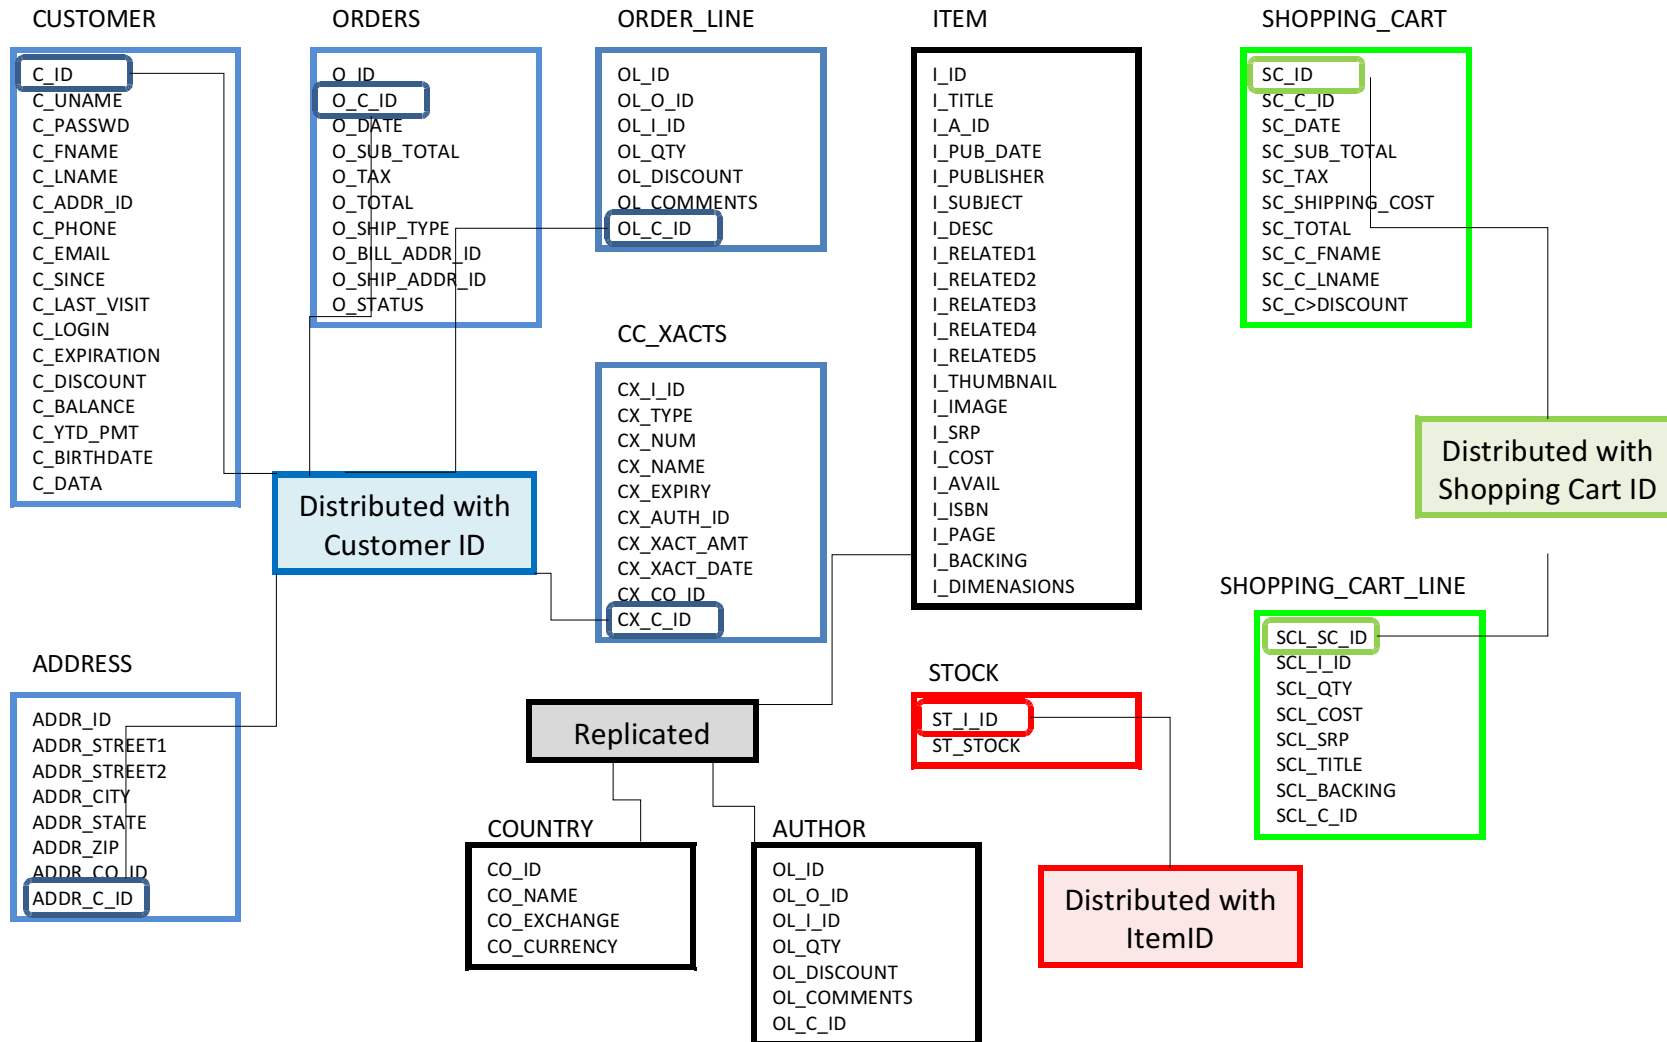 CUSTOMER
C_ID
C_UNAME
C_PASSWD
C_FNAME
C_LNAME
C_ADDR_ID
C_PHONE
C_EMAIL
C_SINCE
C_LAST_VISIT
C_LOGIN
C_EXPIRATION
C_DISCOUNT
C_BALANCE
C_YTD_PMT
C_BIRTHDATE
C_DATA
ORDERS
O_ID
O_C_ID
O_DATE
O_SUB_TOTAL
O_TAX
O_TOTAL
O_SHIP_TYPE
O_BILL_ADDR_ID
O_SHIP_ADDR_ID
O_STATUS
ORDER_LINE
OL_ID
OL_O_ID
OL_I_ID
OL_QTY
OL_DISCOUNT
OL_COMMENTS
OL_C_ID
CC_XACTS
CX_I_ID
CX_TYPE
CX_NUM
CX_NAME
CX_EXPIRY
CX_AUTH_ID
CX_XACT_AMT
CX_XACT_DATE
CX_CO_ID
CX_C_ID
ITEM
I_ID
I_TITLE
I_A_ID
I_PUB_DATE
I_PUBLISHER
I_SUBJECT
I_DESC
I_RELATED1
I_RELATED2
I_RELATED3
I_RELATED4
I_RELATED5
I_THUMBNAIL
I_IMAGE
I_SRP
I_COST
I_AVAIL
I_ISBN
I_PAGE
I_BACKING
I_DIMENASIONS
SHOPPING_CART
SC_ID
SC_C_ID
SC_DATE
SC_SUB_TOTAL
SC_TAX
SC_SHIPPING_COST
SC_TOTAL
SC_C_FNAME
SC_C_LNAME
SC_C>DISCOUNT
Distributed with
Customer ID
Distributed with
Shopping Cart ID
SHOPPING_CART_LINE
SCL_SC_ID
SCL_I_ID
SCL_QTY
SCL_COST
SCL_SRP
SCL_TITLE
SCL_BACKING
SCL_C_ID
ADDRESS
ADDR_ID
ADDR_STREET1
ADDR_STREET2
ADDR_CITY
ADDR_STATE
ADDR_ZIP
ADDR_CO_ID
ADDR_C_ID
Replicated
STOCK
ST_I_ID
ST_STOCK
COUNTRY
CO_ID
CO_NAME
CO_EXCHANGE
CO_CURRENCY
AUTHOR
OL_ID
OL_O_ID
OL_I_ID
OL_QTY
OL_DISCOUNT
OL_COMMENTS
OL_C_ID
Distributed with
ItemID